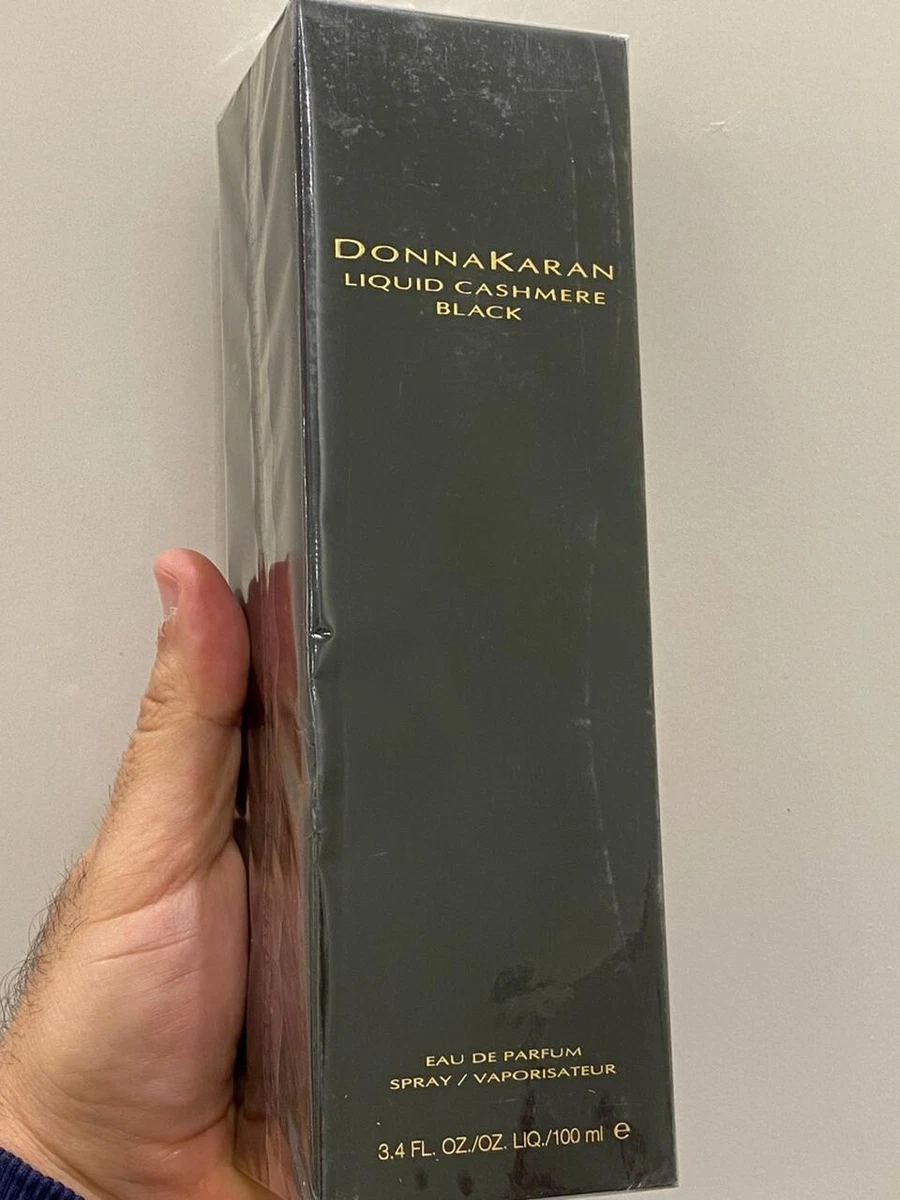 DONNAKARAN
LIQUID CASHMERE
BLACK
EAU DE PARFUM
SPRAY / VAPORISATEUR
3.4 FL. OZ./OZ. LIQ./100 ml ℮